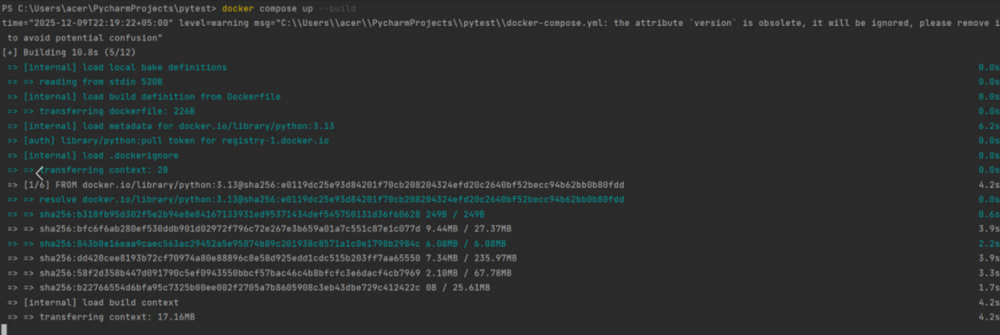 PS C:\Users\acer\PycharmProjects\pytest> docker compose up --build
time="2025-12-09T22:19:22+05:00" level=warning msg="C:\\Users\\acer\\PycharmProjects\\pytest\\docker-compose.yml: the attribute `version` is obsolete, it will be ignored, please remove i
to avoid potential confusion"
[+] Building 10.8s (5/12)
=> [internal] load local bake definitions 0.0s
=> => reading from stdin 520B 0.0s
=> [internal] load build definition from Dockerfile 0.0s
=> => transferring dockerfile: 226B 0.0s
=> [internal] load metadata for docker.io/library/python:3.13 6.2s
=> [auth] library/python:pull token for registry-1.docker.io 0.0s
=> [internal] load .dockerignore 0.0s
=> => transferring context: 2B 0.0s
=> [1/6] FROM docker.io/library/python:3.13@sha256:e0119dc25e93d84201f70cb208204324efd20c2640bf52becc94b62bb0b80fdd 4.2s
=> => resolve docker.io/library/python:3.13@sha256:e0119dc25e93d84201f70cb208204324efd20c2640bf52becc94b62bb0b80fdd 0.0s
=> => sha256:b318fb95d302f5e2b94e8e84167133931ed95371434def545750131d36f60628 249B / 249B 0.6s
=> => sha256:bfc6f6ab280ef530ddb901d02972f796c72e267e3b659a01a7c551c87e1c077d 9.44MB / 27.37MB 3.9s
=> => sha256:843b0e16eaa9caec563ac29452a5e95874b89c201938c8571a1c0e1798b2984c 6.08MB / 6.08MB 2.2s
=> => sha256:dd420cee8193b72cf70974a80e88896c8e58d925edd1cdc515b203ff7aa65550 7.34MB / 235.97MB 3.9s
=> => sha256:58f2d358b447d091790c5ef0943550bbcf57bac46c4b8bfcfc3e6dacf4cb7969 2.10MB / 67.78MB 3.3s
=> => sha256:b22766554d6bfa95c7325b00ee002f2705a7b8605908c3eb43dbe729c412422c 0B / 25.61MB 1.7s
=> [internal] load build context 4.2s
=> => transferring context: 17.16MB 4.2s